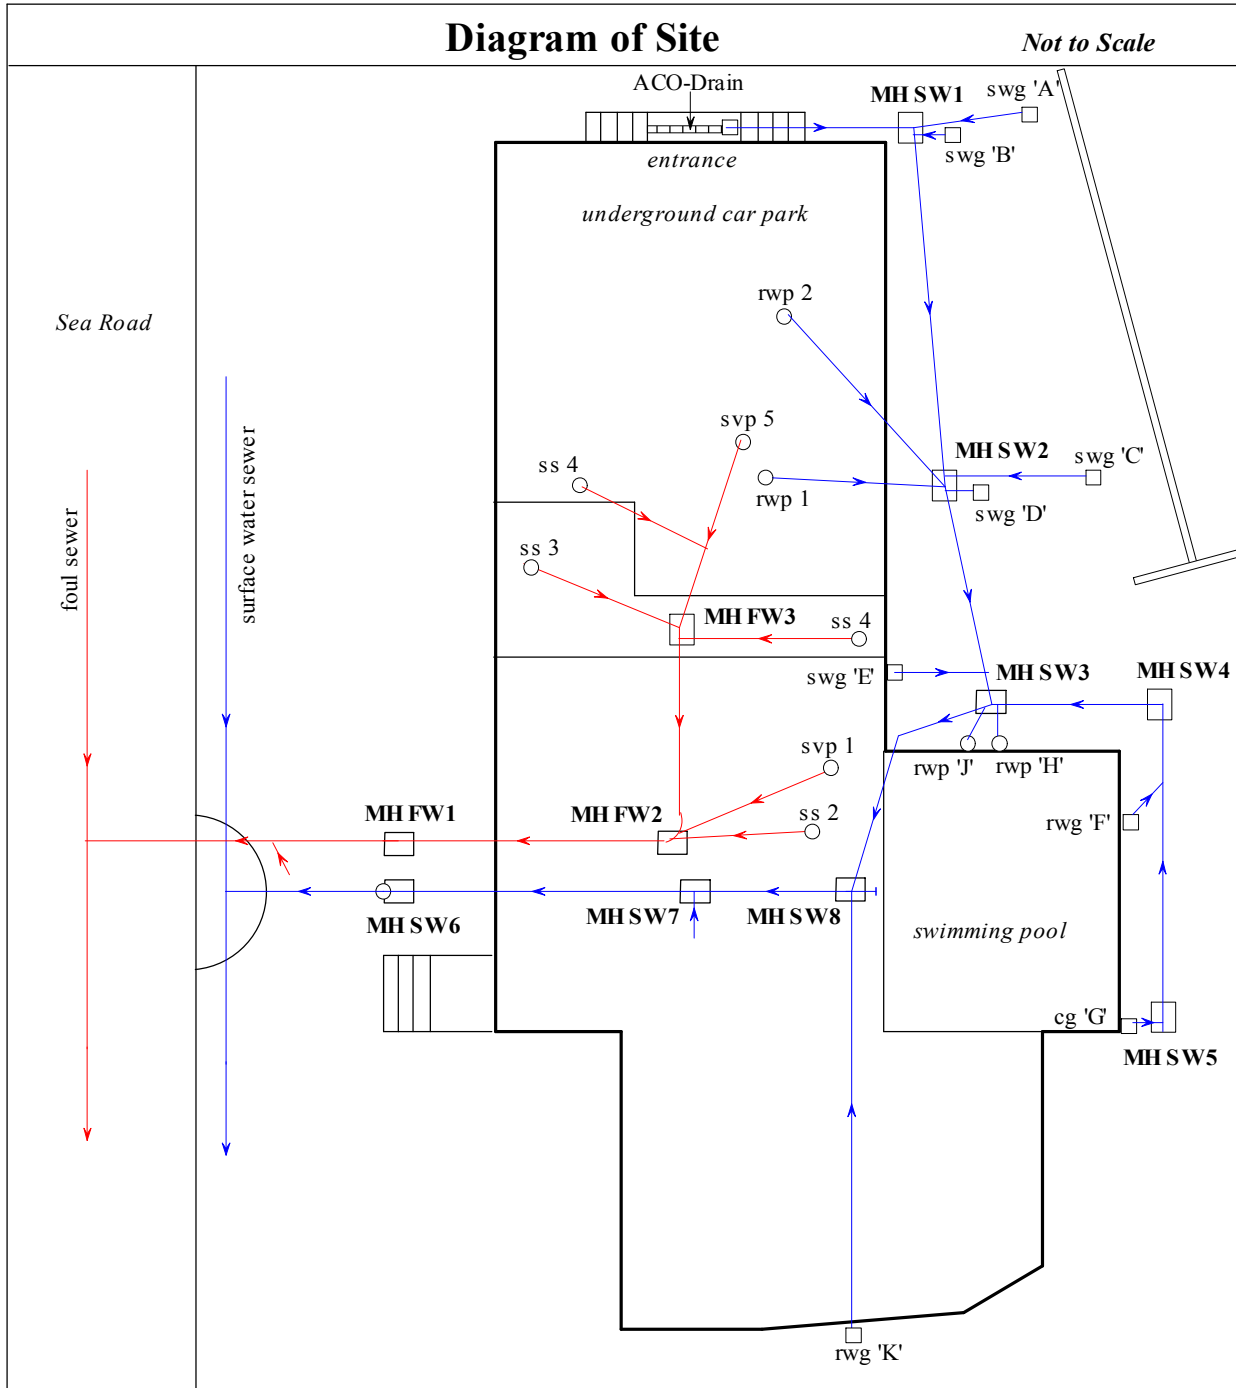 Diagram of Site
Not to Scale
ACO-Drain
MH SW1
swg 'A'
swg 'B'
entrance
underground car park
rwp 2
Sea Road
svp 5
surface water sewer
foul sewer
ss 4
rwp 1
MH SW2
swg 'C'
swg 'D'
ss 3
MH FW3
ss 4
swg 'E'
MH SW3
MH SW4
svp 1
rwp 'J'
rwp 'H'
MH FW1
MH FW2
ss 2
rwg 'F'
MH SW6
MH SW7
MH SW8
swimming pool
cg 'G'
MH SW5
rwg 'K'